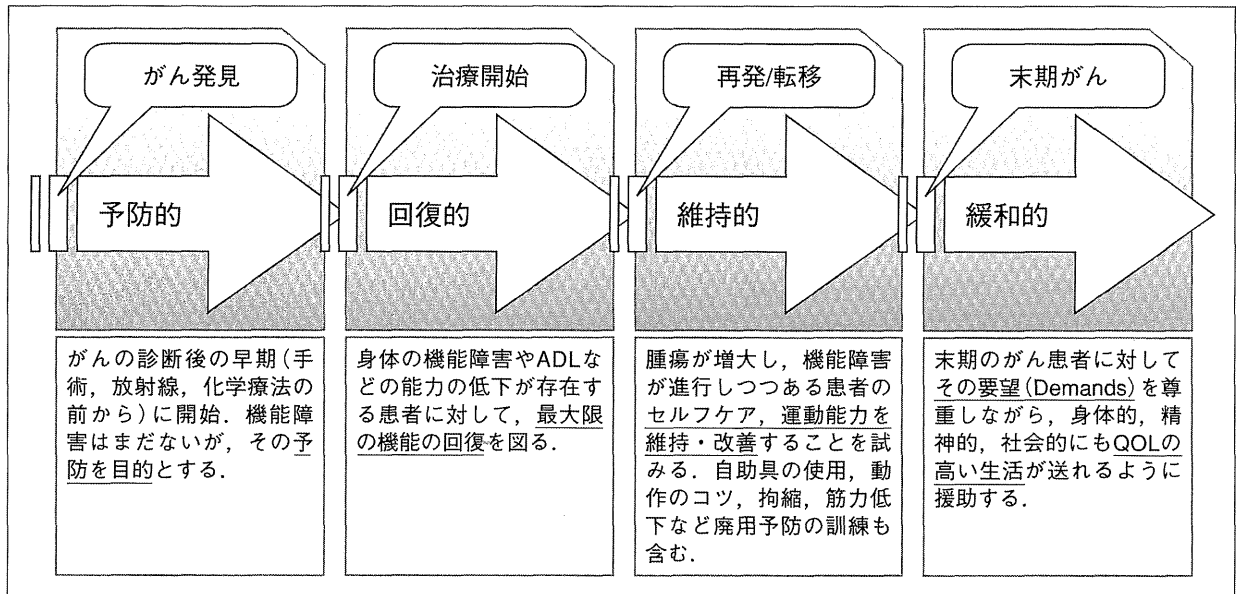 がん発見
治療開始
再発/転移
末期がん
予防的
回復的
維持的
緩和的
がんの診断後の早期(手
術，放射線，化学療法の
前から)に開始．機能障
害はまだないが，その予
防を目的とする．
身体の機能障害やADLな
どの能力の低下が存在す
る患者に対して，最大限
の機能の回復を図る．
腫瘍が増大し，機能障害
が進行しつつある患者の
セルフケア，運動能力を
維持・改善することを試
みる．自助具の使用，動
作のコツ，拘縮，筋力低
下など廃用予防の訓練も
含む．
末期のがん患者に対して
その要望(Demands)を尊
重しながら，身体的，精
神的，社会的にもQOLの
高い生活が送れるように
援助する．